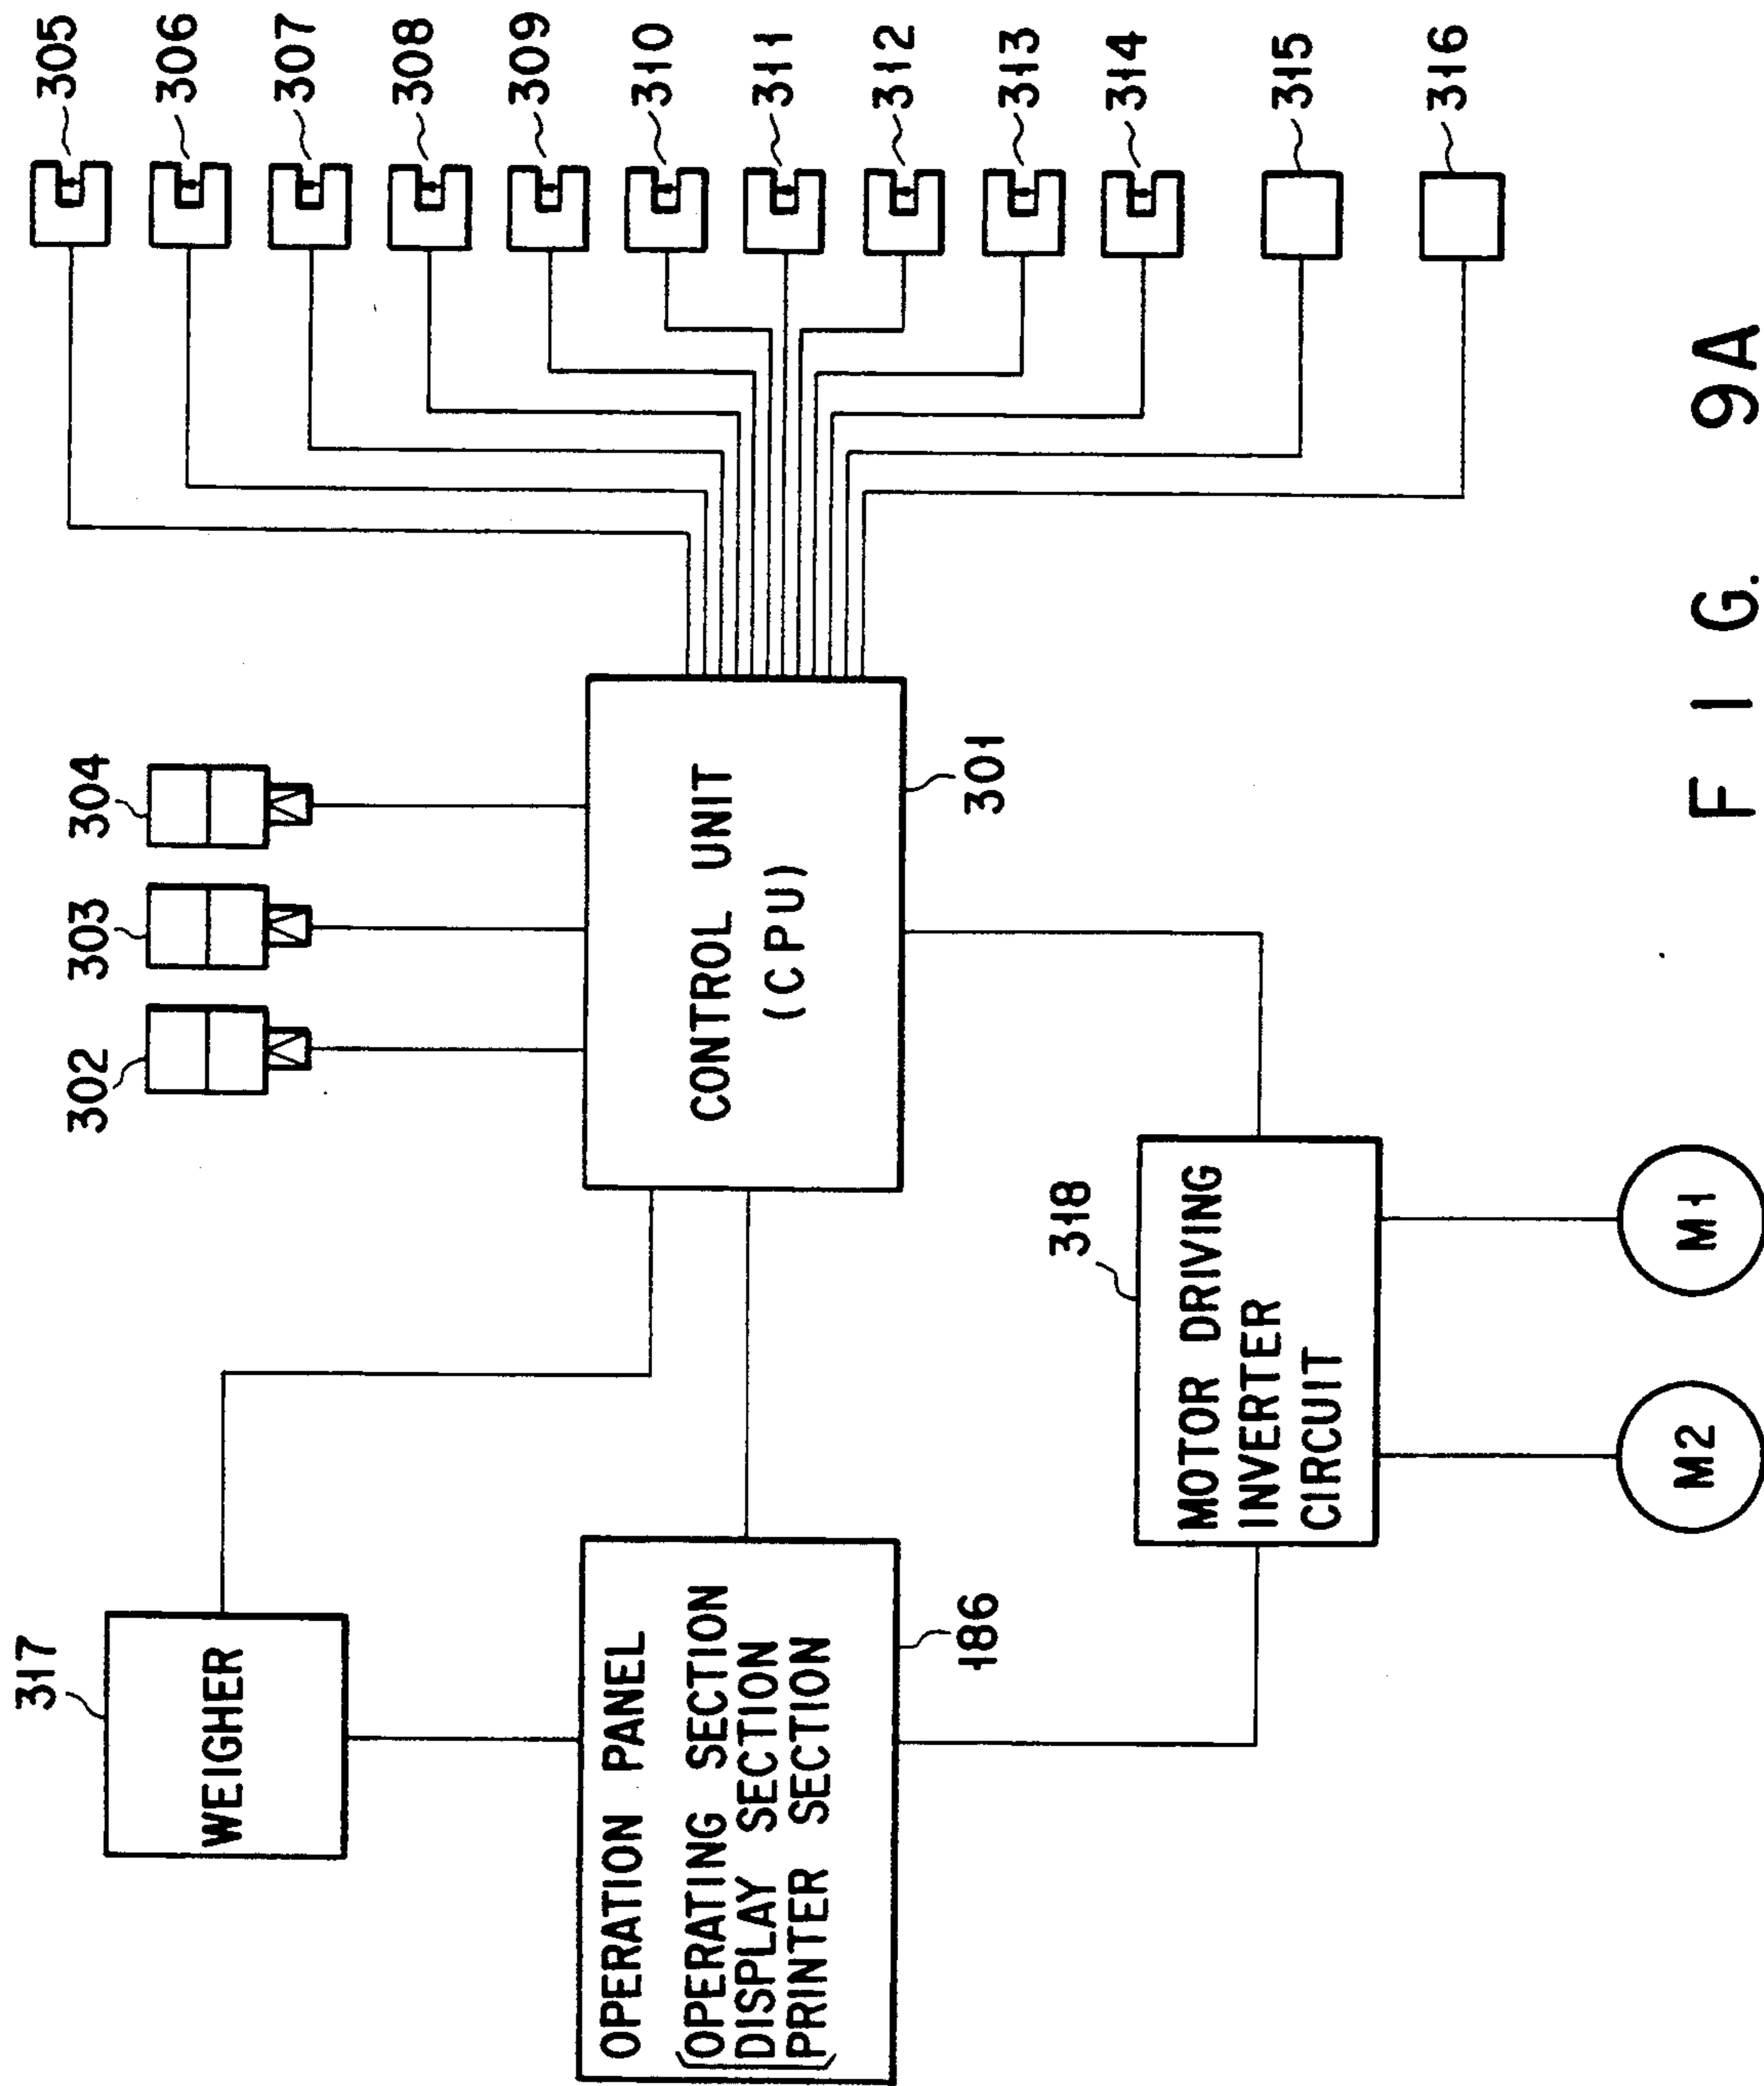 317
WEIGHER
OPERATION PANEL
(OPERATING SECTION
DISPLAY SECTION
PRINTER SECTION
186
302
303
304
CONTROL UNIT
(CPU)
301
318
MOTOR DRIVING
INVERTER
CIRCUIT
M2
M1
305
306
307
308
309
310
311
312
313
314
315
316
FIG. 9A